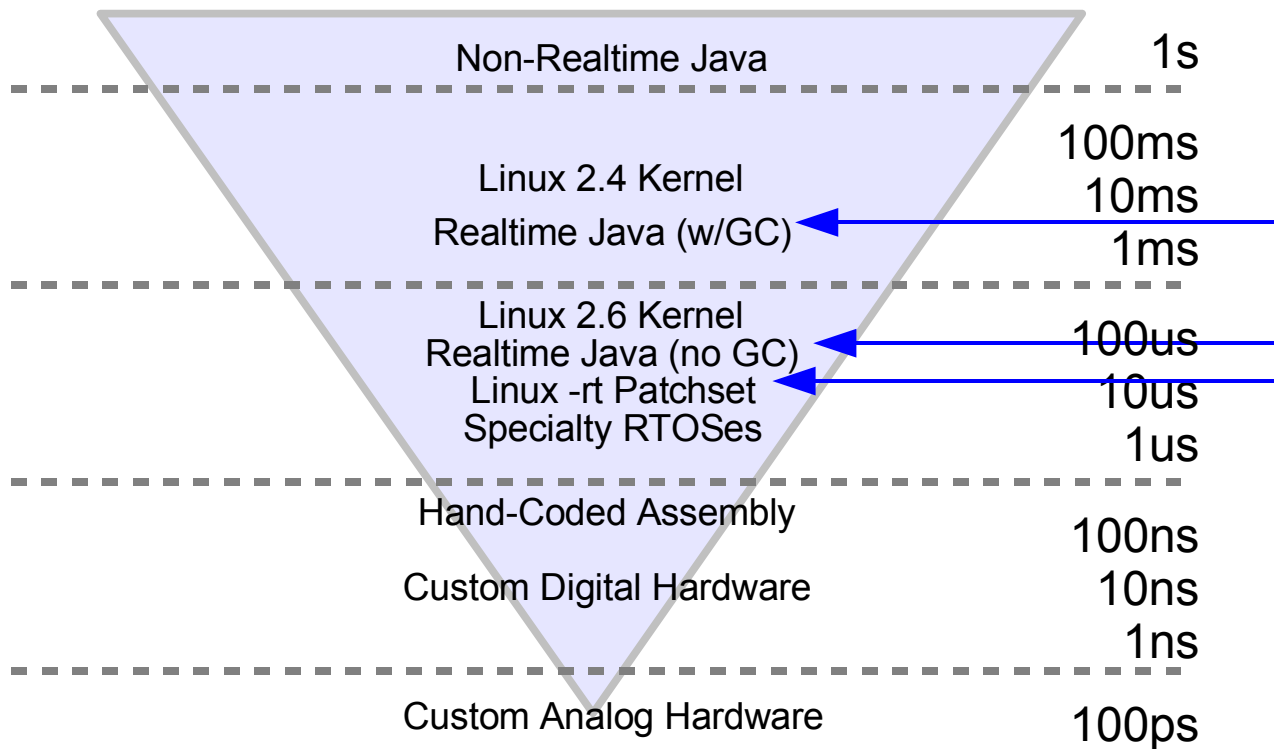 Non-Realtime Java
1s
100ms
Linux 2.4 Kernel
10ms
Realtime Java (w/GC)
1ms
Linux 2.6 Kernel
100us
Realtime Java (no GC)
Linux -rt Patchset
10us
Specialty RTOSes
1us
Hand-Coded Assembly
100ns
Custom Digital Hardware
10ns
1ns
Custom Analog Hardware
100ps